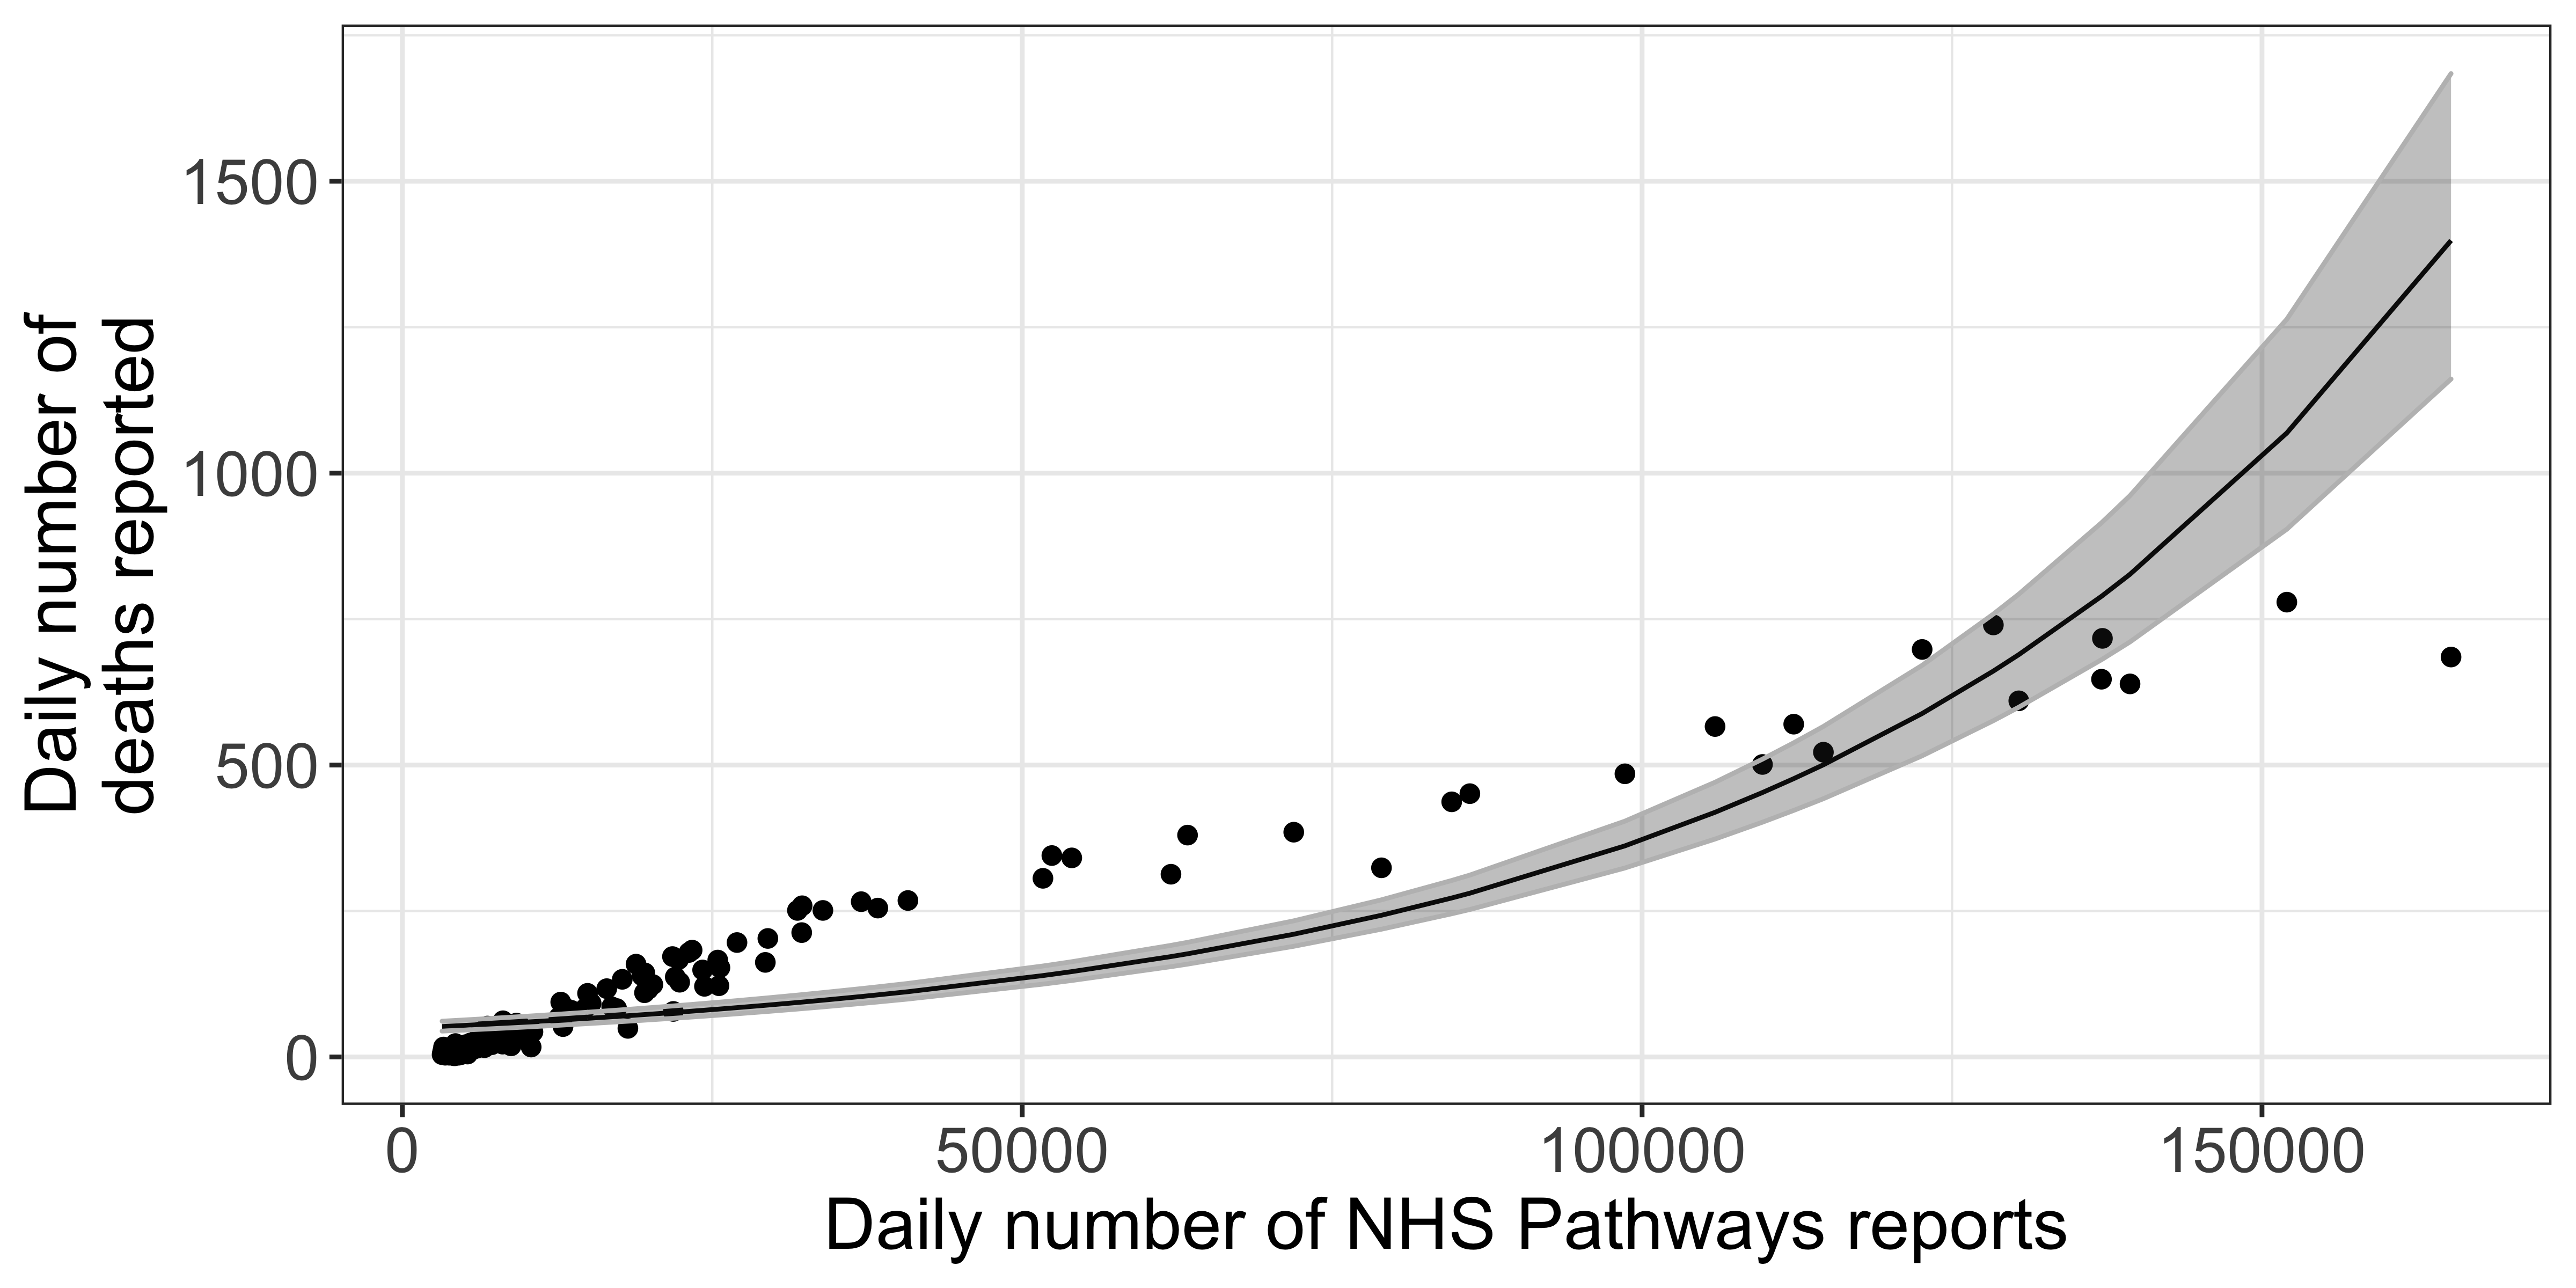 Daily number of
deaths reported
1500
1000
500
0
0 50000 100000 150000
Daily number of NHS Pathways reports